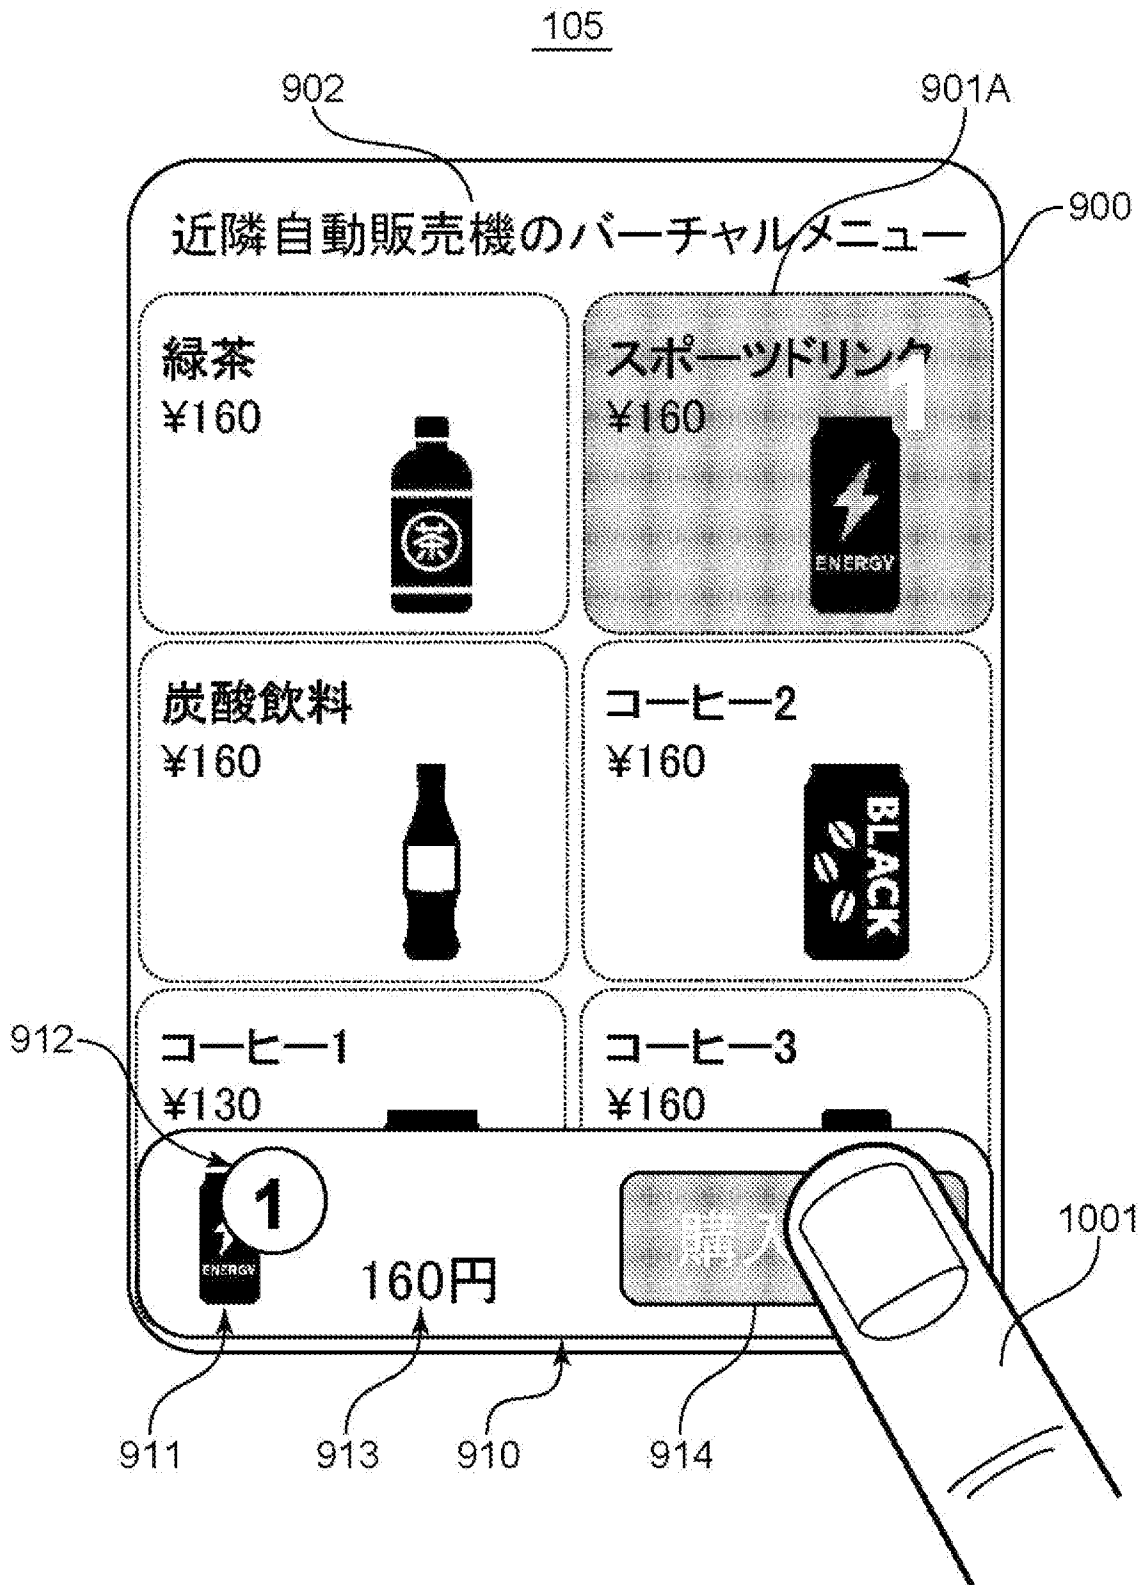 105
902
901A
900
近隣自動販売機のバーチャルメニュー
緑茶
¥160
茶
スポーツドリンク
1
¥160
ENERGY
炭酸飲料
¥160
コーヒー2
¥160
BLACK
912
コーヒー1
¥130
コーヒー3
¥160
1
ENERGY
160円
購入
1001
911
913
910
914